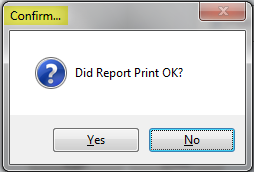 Confirm...
Did Report Print OK?
Yes
No